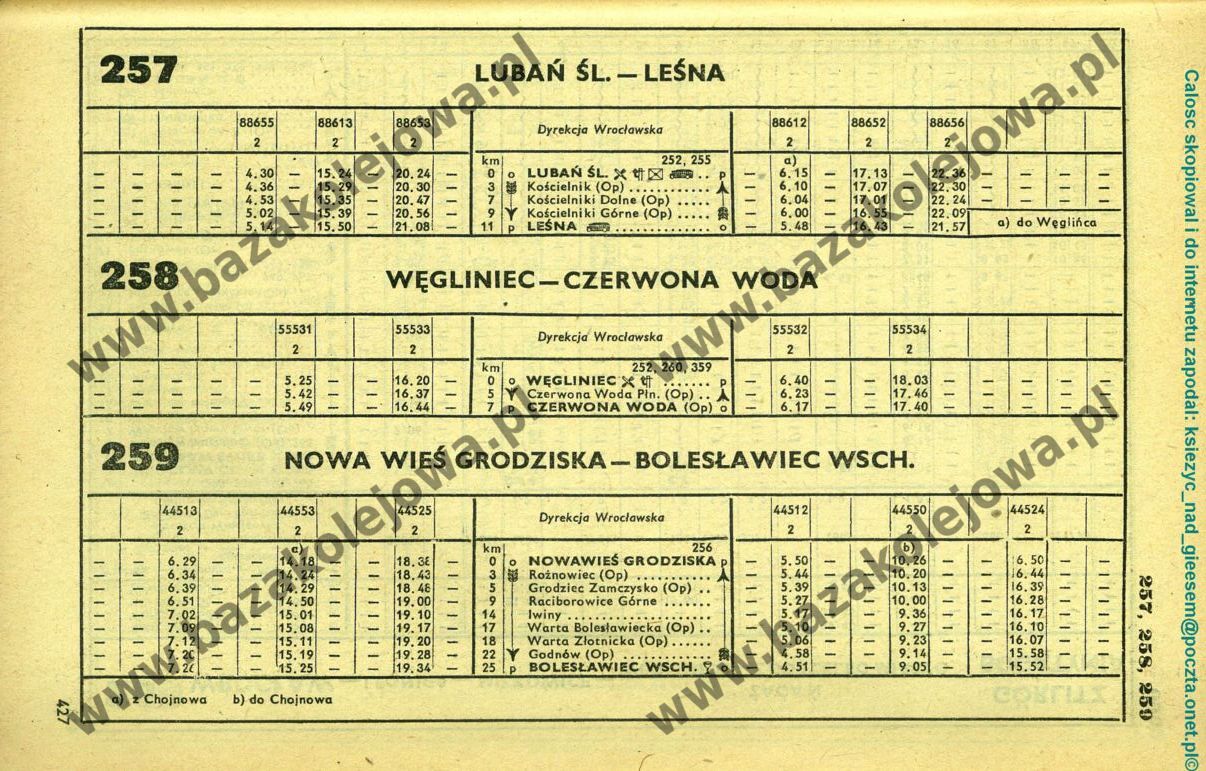 257 LUBAŃ ŚL. — LEŚNA
88655 88613 88653 Dyrekcja Wrocławska 88612 88652 88656
2 2 2 2 2 2
km 252, 255 a)
— — — — 4.30 — 15.24 — 20.24 — 0 o LUBAŃ ŚL. .. p — 6.15 — 17.13 — 22.36 — — — —
— — — — 4.36 — 15.29 — 20.30 — 3 Kościelnik (Op) — 6.10 — 17.07 — 22.30 — — — —
— — — — 4.53 — 15.35 — 20.47 — 7 Kościelniki Dolne (Op) — 6.04 — 17.01 — 22.24 — — — —
— — — — 5.02 — 15.39 — 20.56 — 9 Kościelniki Górne (Op) — 6.00 — 16.55 — 22.09 a) do Węglińca
— — — — 5.14 — 15.50 — 21.08 — 11 p LEŚNA o — 5.48 — 16.43 — 21.57
258 WĘGLINIEC — CZERWONA WODA
55531 55533 Dyrekcja Wrocławska 55532 55534
2 2 2 2
km 252, 260, 359
— — — — — 5.25 — — 16.20 — 0 o WĘGLINIEC p — 6.40 — — 18.03 — — — — —
— — — — — 5.42 — — 16.37 — 5 Czerwona Woda Płn. (Op) .. — 6.23 — — 17.46 — — — — —
— — — — — 5.49 — — 16.44 — 7 p CZERWONA WODA (Op) o — 6.17 — — 17.40 — — — — —
259 NOWA WIEŚ GRODZISKA — BOLESŁAWIEC WSCH.
44513 44553 44525 Dyrekcja Wrocławska 44512 44550 44524
2 2 2 2 2 2
a) km 256 b)
— — 6.29 — — 14.18 — — 18.38 — 0 o NOWAWIEŚ GRODZISKA p — 5.50 — — 10.26 — — 16.50 — —
— — 6.34 — — 14.24 — — 18.43 — 3 Rożnowiec (Op) — 5.44 — — 10.20 — — 16.44 — —
— — 6.39 — — 14.29 — — 18.48 — 5 Grodziec Zamczysko (Op) .. — 5.39 — — 10.13 — — 16.39 — —
— — 6.51 — — 14.50 — — 19.00 — 9 Raciborowice Górne — 5.27 — — 10.00 — — 16.28 — —
— — 7.02 — — 15.01 — — 19.10 — 14 Iwiny — 5.17 — — 9.36 — — 16.17 — —
— — 7.09 — — 15.08 — — 19.17 — 17 Warta Bolesławiecka (Op) .. — 5.10 — — 9.27 — — 16.10 — —
— — 7.12 — — 15.11 — — 19.20 — 18 Warta Złotnicka (Op) — 5.06 — — 9.23 — — 16.07 — —
— — — — 15.19 — — 19.28 — 22 Godnów (Op) — 4.58 — — 9.14 — — 15.58 — —
— — — — 15.25 — — 19.34 — 25 p BOLESŁAWIEC WSCH. o — 4.51 — — 9.05 — — 15.52 — —
a) z Chojnowa b) do Chojnowa
427
257, 258, 259
Calosc skopiowal i do internetu zapodal: ksiezyc_nad_gieesem@poczta.onet.pl©
www.bazakolejowa.pl
www.bazakolejowa.pl
www.bazakolejowa.pl
www.bazakolejowa.pl